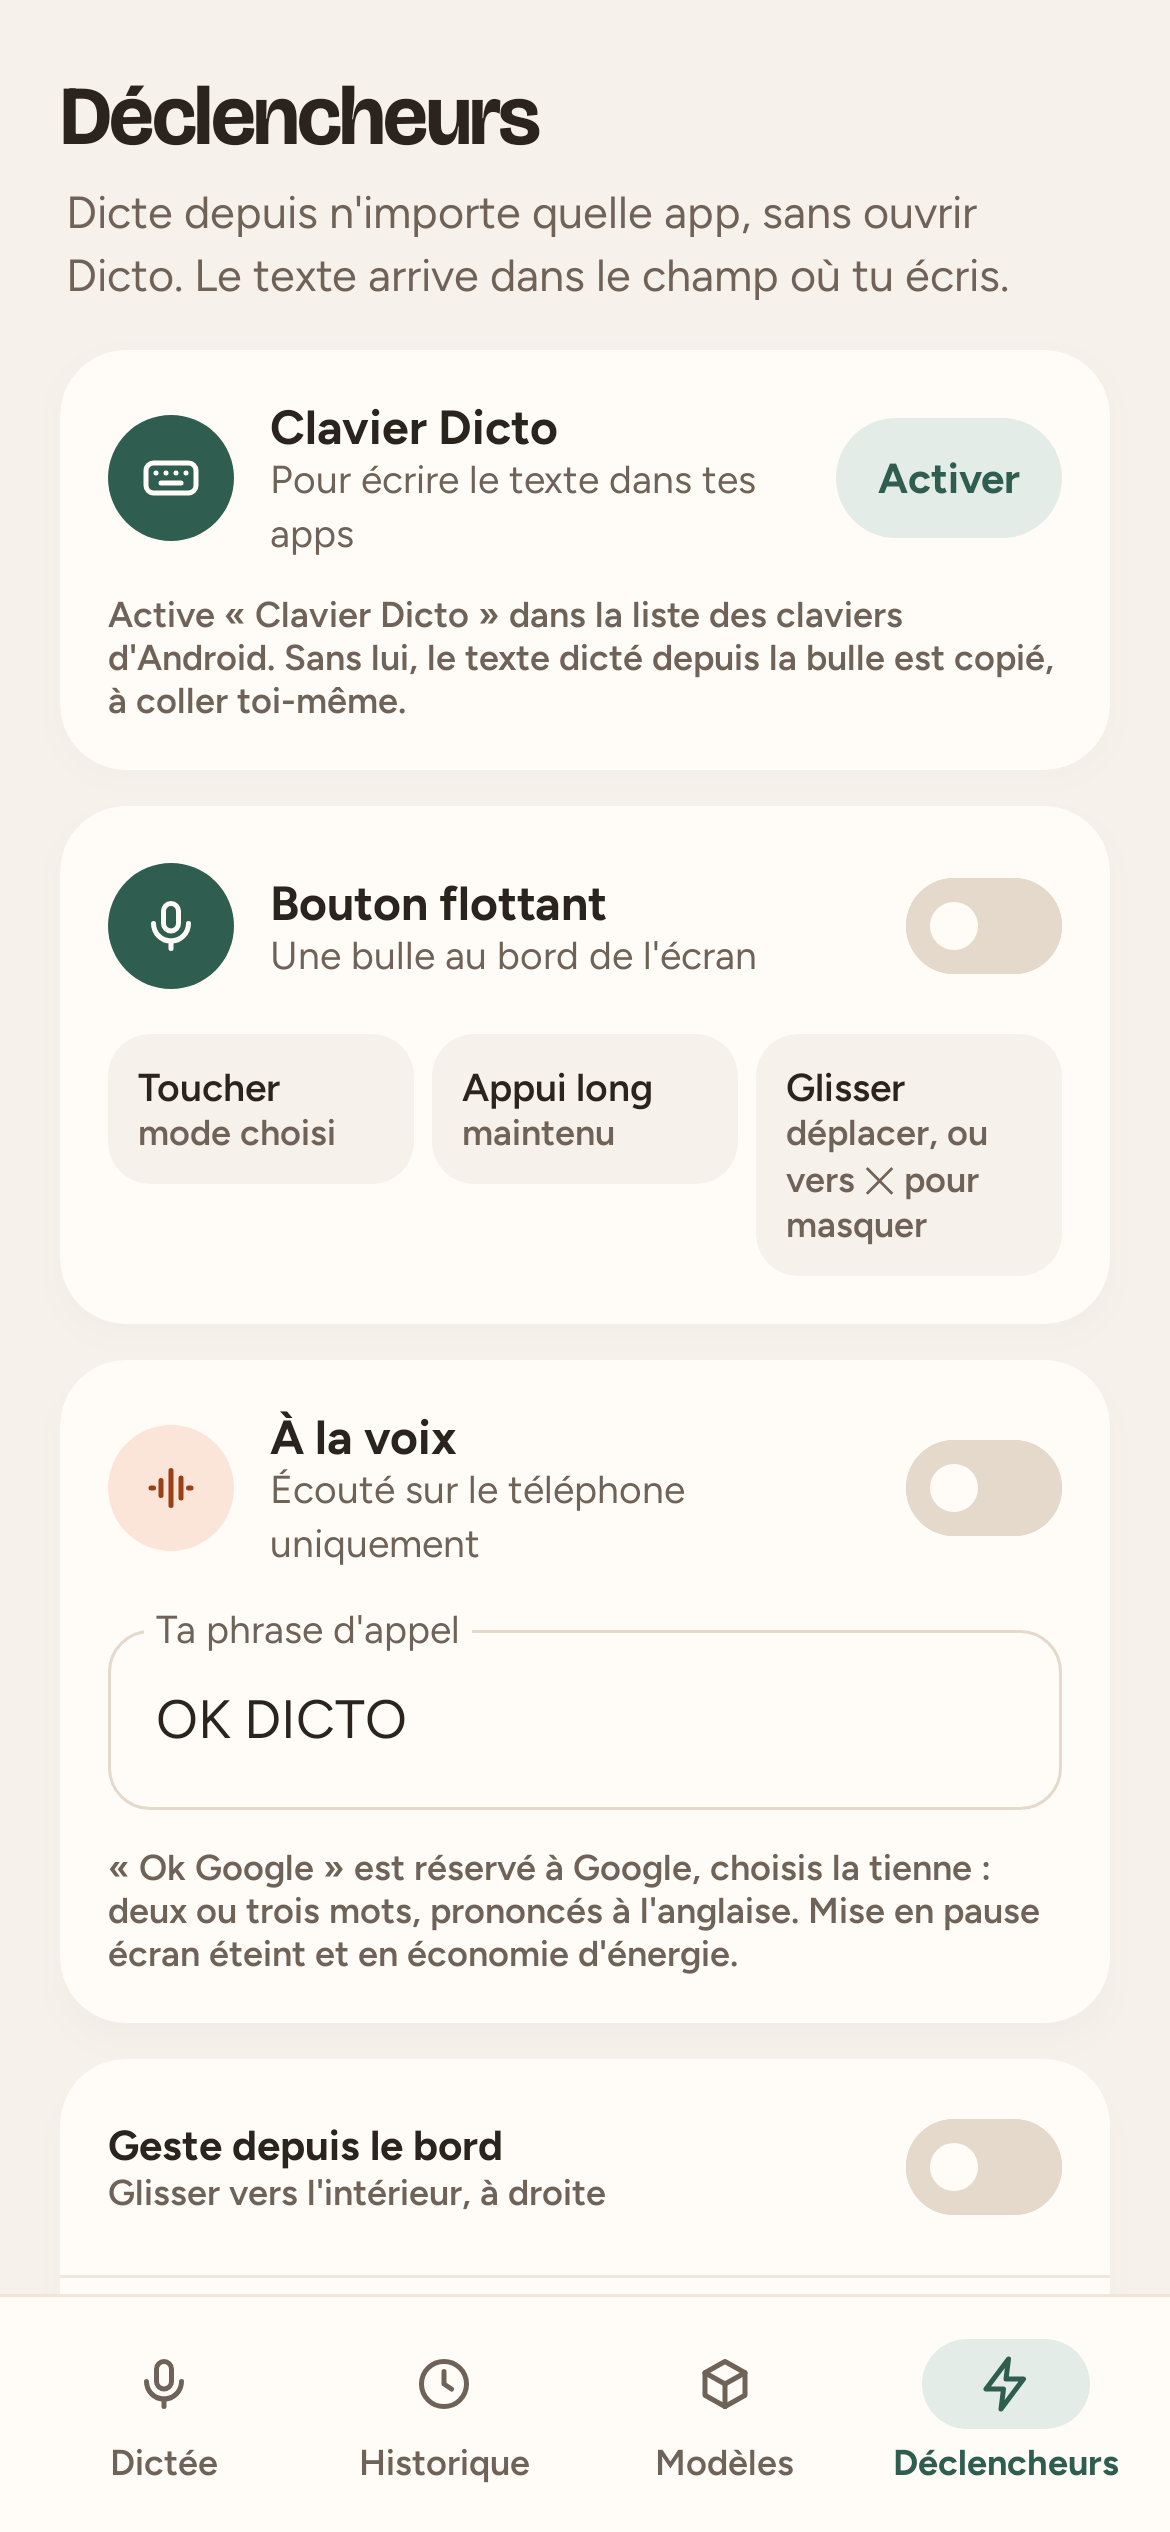 Déclencheurs
Dicte depuis n'importe quelle app, sans ouvrir
Dicto. Le texte arrive dans le champ où tu écris.
Clavier Dicto
Pour écrire le texte dans tes
apps
Activer
Active « Clavier Dicto » dans la liste des claviers
d'Android. Sans lui, le texte dicté depuis la bulle est copié,
à coller toi-même.
Bouton flottant
Une bulle au bord de l'écran
Toucher
mode choisi
Appui long
maintenu
Glisser
déplacer, ou
vers ✕ pour
masquer
À la voix
Écouté sur le téléphone
uniquement
Ta phrase d'appel
OK DICTO
« Ok Google » est réservé à Google, choisis la tienne :
deux ou trois mots, prononcés à l'anglaise. Mise en pause
écran éteint et en économie d'énergie.
Geste depuis le bord
Glisser vers l'intérieur, à droite
Dictée
Historique
Modèles
Déclencheurs